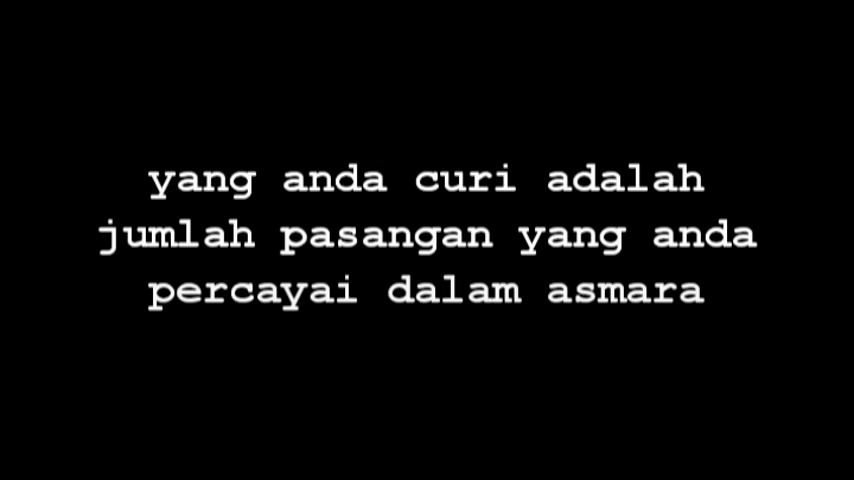 yang anda curi adalah
jumlah pasangan yang anda
percayai dalam asmara